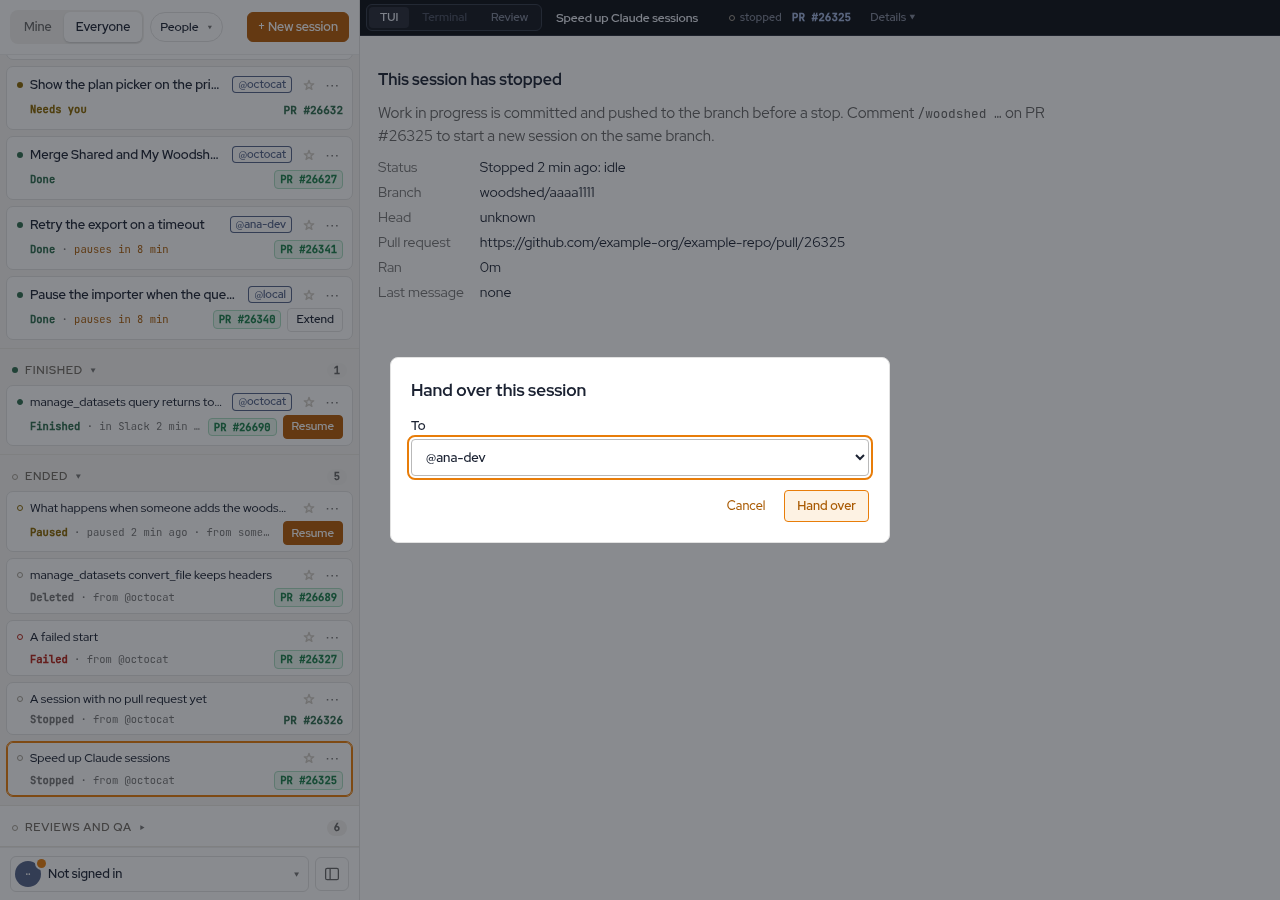 Mine Everyone People ▾ + New session
Show the plan picker on the pri… @octocat ☆ ⋯
Needs you PR #26632
Merge Shared and My Woodsh… @octocat ☆ ⋯
Done PR #26627
Retry the export on a timeout @ana-dev ☆ ⋯
Done · pauses in 8 min PR #26341
Pause the importer when the que… @local ☆ ⋯
Done · pauses in 8 min PR #26340 Extend
FINISHED ▾ 1
manage_datasets query returns to… @octocat ☆ ⋯
Finished · in Slack 2 min … PR #26690 Resume
ENDED ▾ 5
What happens when someone adds the woods… ☆ ⋯
Paused · paused 2 min ago · from some… Resume
manage_datasets convert_file keeps headers ☆ ⋯
Deleted · from @octocat PR #26689
A failed start ☆ ⋯
Failed · from @octocat PR #26327
A session with no pull request yet ☆ ⋯
Stopped · from @octocat PR #26326
Speed up Claude sessions ☆ ⋯
Stopped · from @octocat PR #26325
REVIEWS AND QA ▸ 6
Not signed in ▾
TUI Terminal Review Speed up Claude sessions stopped PR #26325 Details ▾
This session has stopped
Work in progress is committed and pushed to the branch before a stop. Comment /woodshed … on PR
#26325 to start a new session on the same branch.
Status Stopped 2 min ago: idle
Branch woodshed/aaaa1111
Head unknown
Pull request https://github.com/example-org/example-repo/pull/26325
Ran 0m
Last message none
Hand over this session
To
@ana-dev
Cancel Hand over